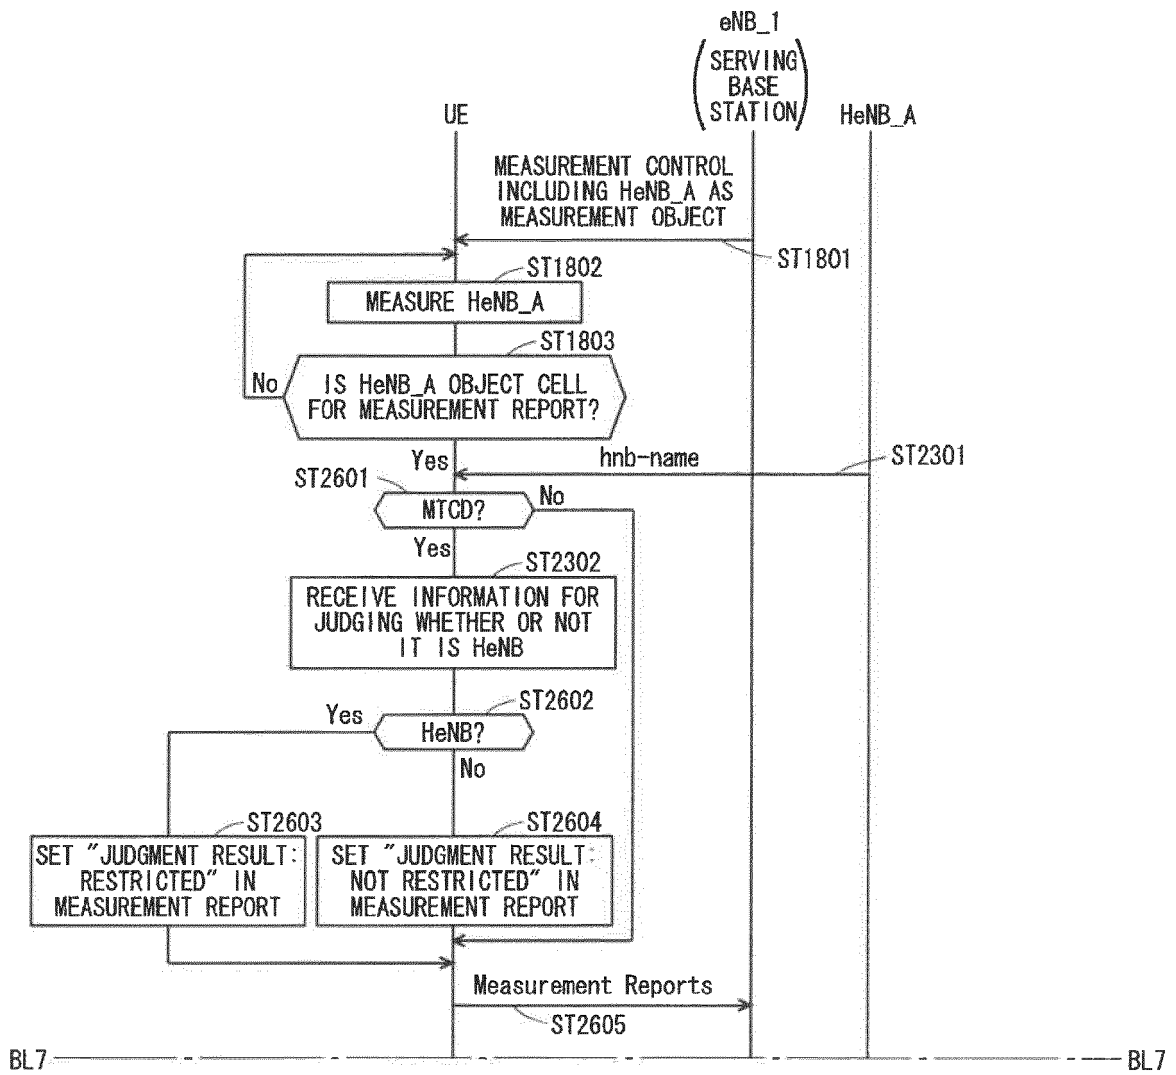 eNB_1
(SERVING
BASE
STATION)
UE
HeNB_A
MEASUREMENT CONTROL
INCLUDING HeNB_A AS
MEASUREMENT OBJECT
ST1801
ST1802
MEASURE HeNB_A
ST1803
No
IS HeNB_A OBJECT CELL
FOR MEASUREMENT REPORT?
Yes
hnb-name
ST2301
ST2601
MTCD?
No
Yes
ST2302
RECEIVE INFORMATION FOR
JUDGING WHETHER OR NOT
IT IS HeNB
ST2602
Yes
HeNB?
No
ST2603
ST2604
SET "JUDGMENT RESULT:
RESTRICTED" IN
MEASUREMENT REPORT
SET "JUDGMENT RESULT:
NOT RESTRICTED" IN
MEASUREMENT REPORT
Measurement Reports
ST2605
BL7
BL7